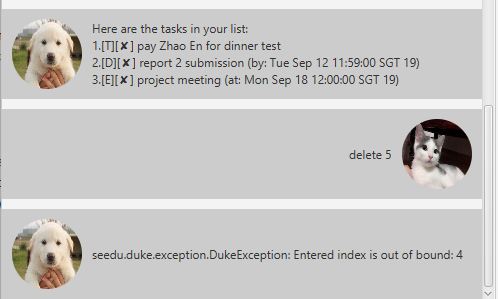 Here are the tasks in your list:
1.[T][✘] pay Zhao En for dinner test
2.[D][✘] report 2 submission (by: Tue Sep 12 11:59:00 SGT 19)
3.[E][✘] project meeting (at: Mon Sep 18 12:00:00 SGT 19)
delete 5
seedu.duke.exception.DukeException: Entered index is out of bound: 4